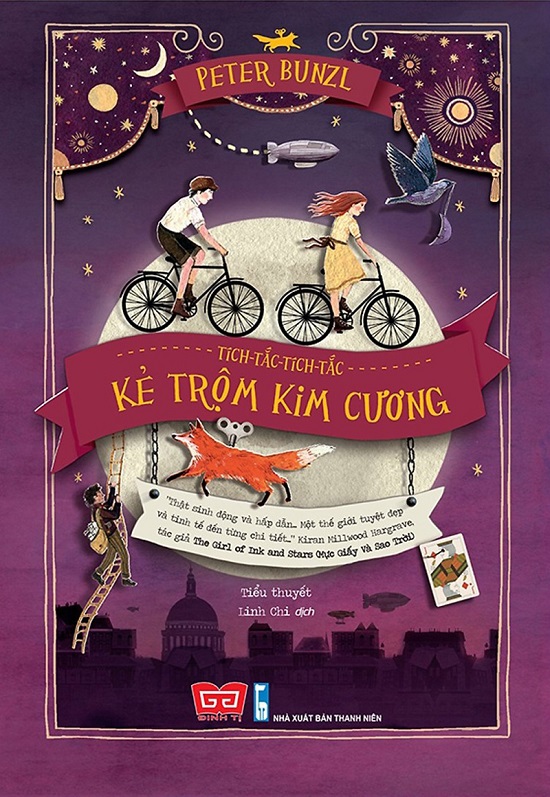 PETER BUNZL
TÍCH-TẮC-TÍCH-TẮC
KẺ TRỘM KIM CƯƠNG
"Thật sinh động và hấp dẫn... Một thế giới tuyệt đẹp
và tinh tế đến từng chi tiết..." Kiran Millwood Hargrave,
tác giả The Girl of Ink and Stars (Mực Giấy Và Sao Trời)
Tiểu thuyết
Linh Chi dịch
ĐINH TỊ
NHÀ XUẤT BẢN THANH NIÊN